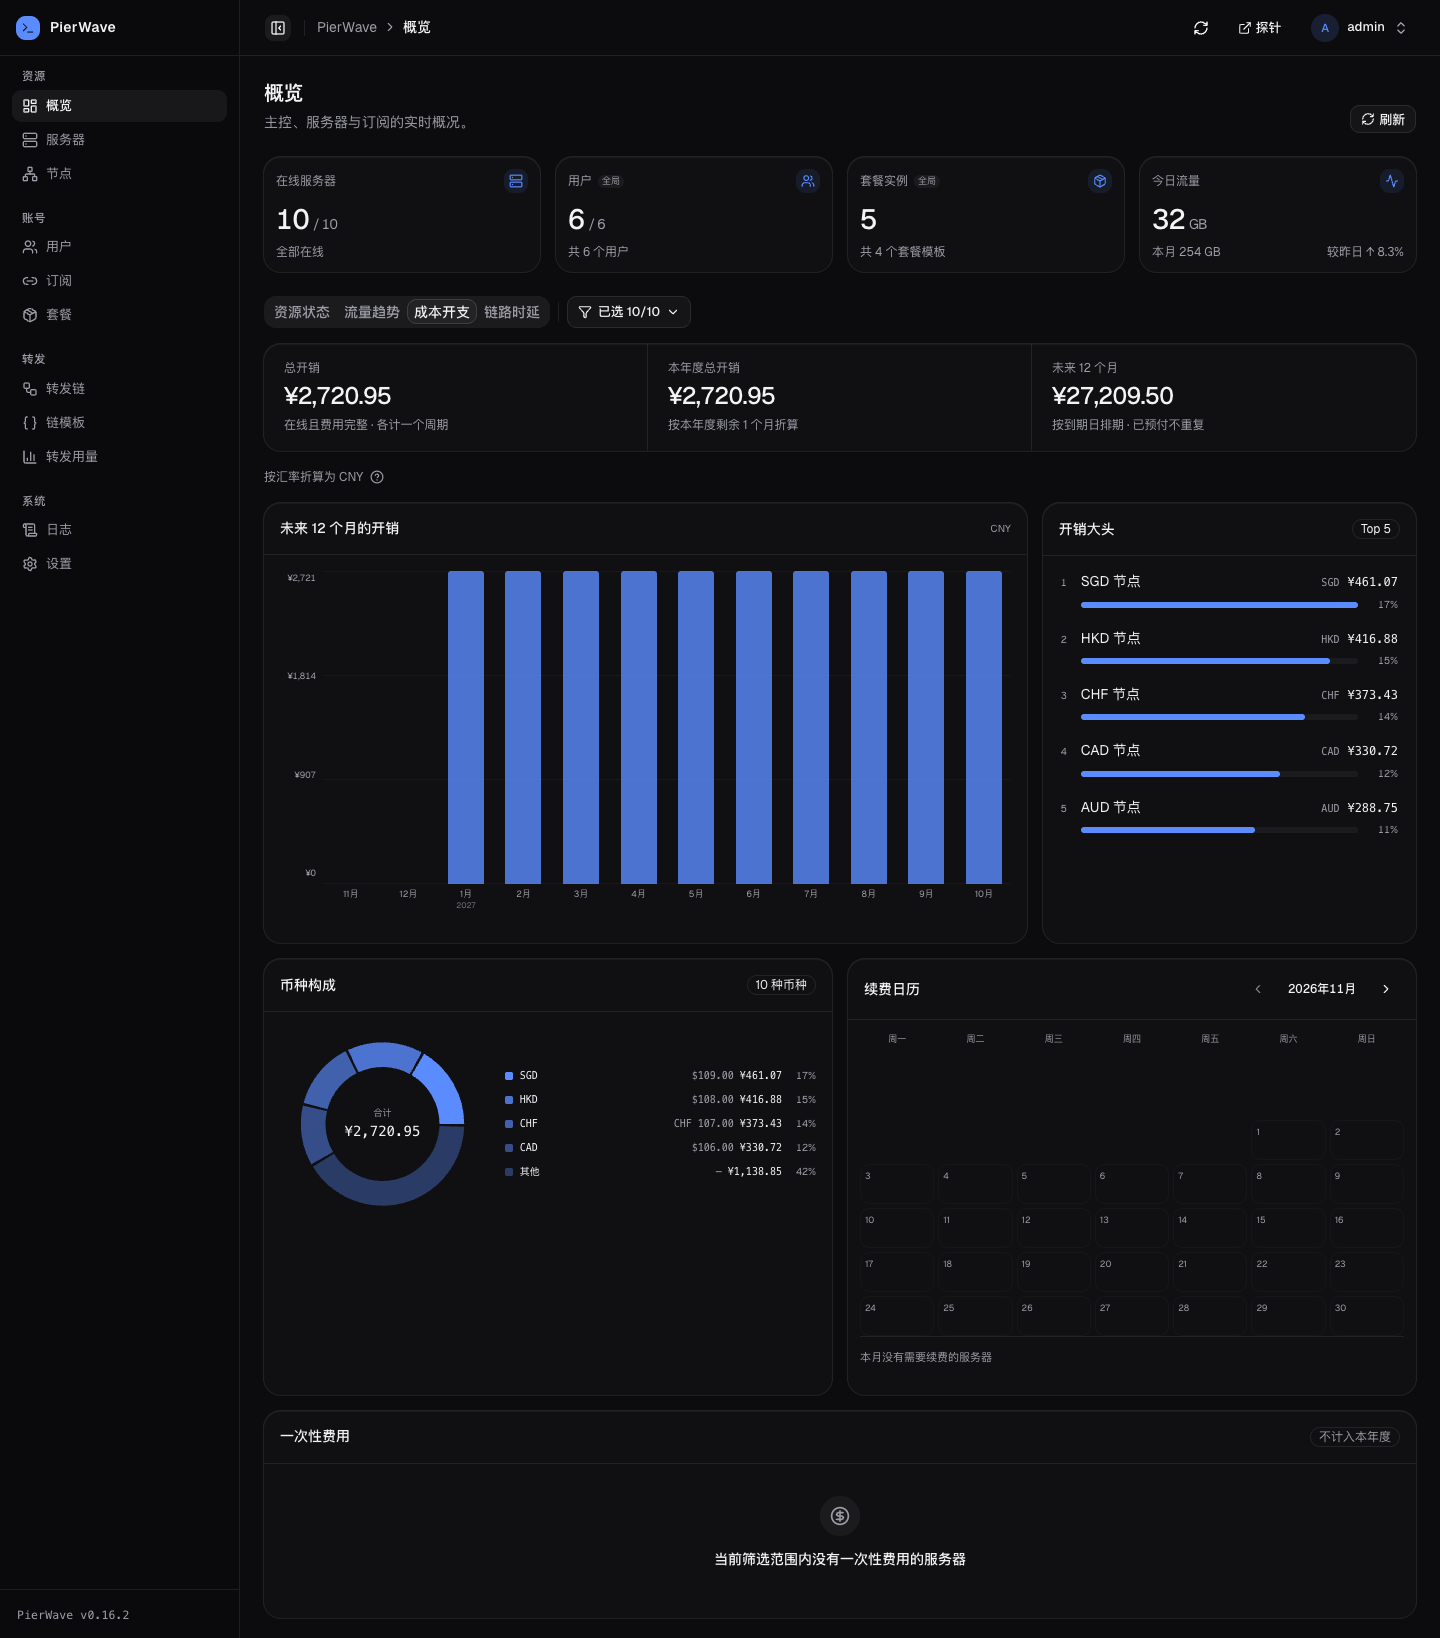 PierWave
PierWave > 概览
探针
A admin
资源
概览
服务器
节点
账号
用户
订阅
套餐
转发
转发链
链模板
转发用量
系统
日志
设置
PierWave v0.16.2
概览
主控、服务器与订阅的实时概况。
刷新
在线服务器
10 / 10
全部在线
用户 全局
6 / 6
共 6 个用户
套餐实例 全局
5
共 4 个套餐模板
今日流量
32 GB
本月 254 GB 较昨日 ↑ 8.3%
资源状态 流量趋势 成本开支 链路时延 已选 10/10
总开销
¥2,720.95
在线且费用完整 · 各计一个周期
本年度总开销
¥2,720.95
按本年度剩余 1 个月折算
未来 12 个月
¥27,209.50
按到期日排期 · 已预付不重复
按汇率折算为 CNY
未来 12 个月的开销 CNY
¥2,721
¥1,814
¥907
¥0
11月 12月 1月 2月 3月 4月 5月 6月 7月 8月 9月 10月
2027
开销大头 Top 5
1 SGD 节点 SGD ¥461.07
17%
2 HKD 节点 HKD ¥416.88
15%
3 CHF 节点 CHF ¥373.43
14%
4 CAD 节点 CAD ¥330.72
12%
5 AUD 节点 AUD ¥288.75
11%
币种构成 10 种币种
合计
¥2,720.95
SGD $109.00 ¥461.07 17%
HKD $108.00 ¥416.88 15%
CHF CHF 107.00 ¥373.43 14%
CAD $106.00 ¥330.72 12%
其他 — ¥1,138.85 42%
续费日历 2026年11月
周一 周二 周三 周四 周五 周六 周日
1 2
3 4 5 6 7 8 9
10 11 12 13 14 15 16
17 18 19 20 21 22 23
24 25 26 27 28 29 30
本月没有需要续费的服务器
一次性费用 不计入本年度
当前筛选范围内没有一次性费用的服务器